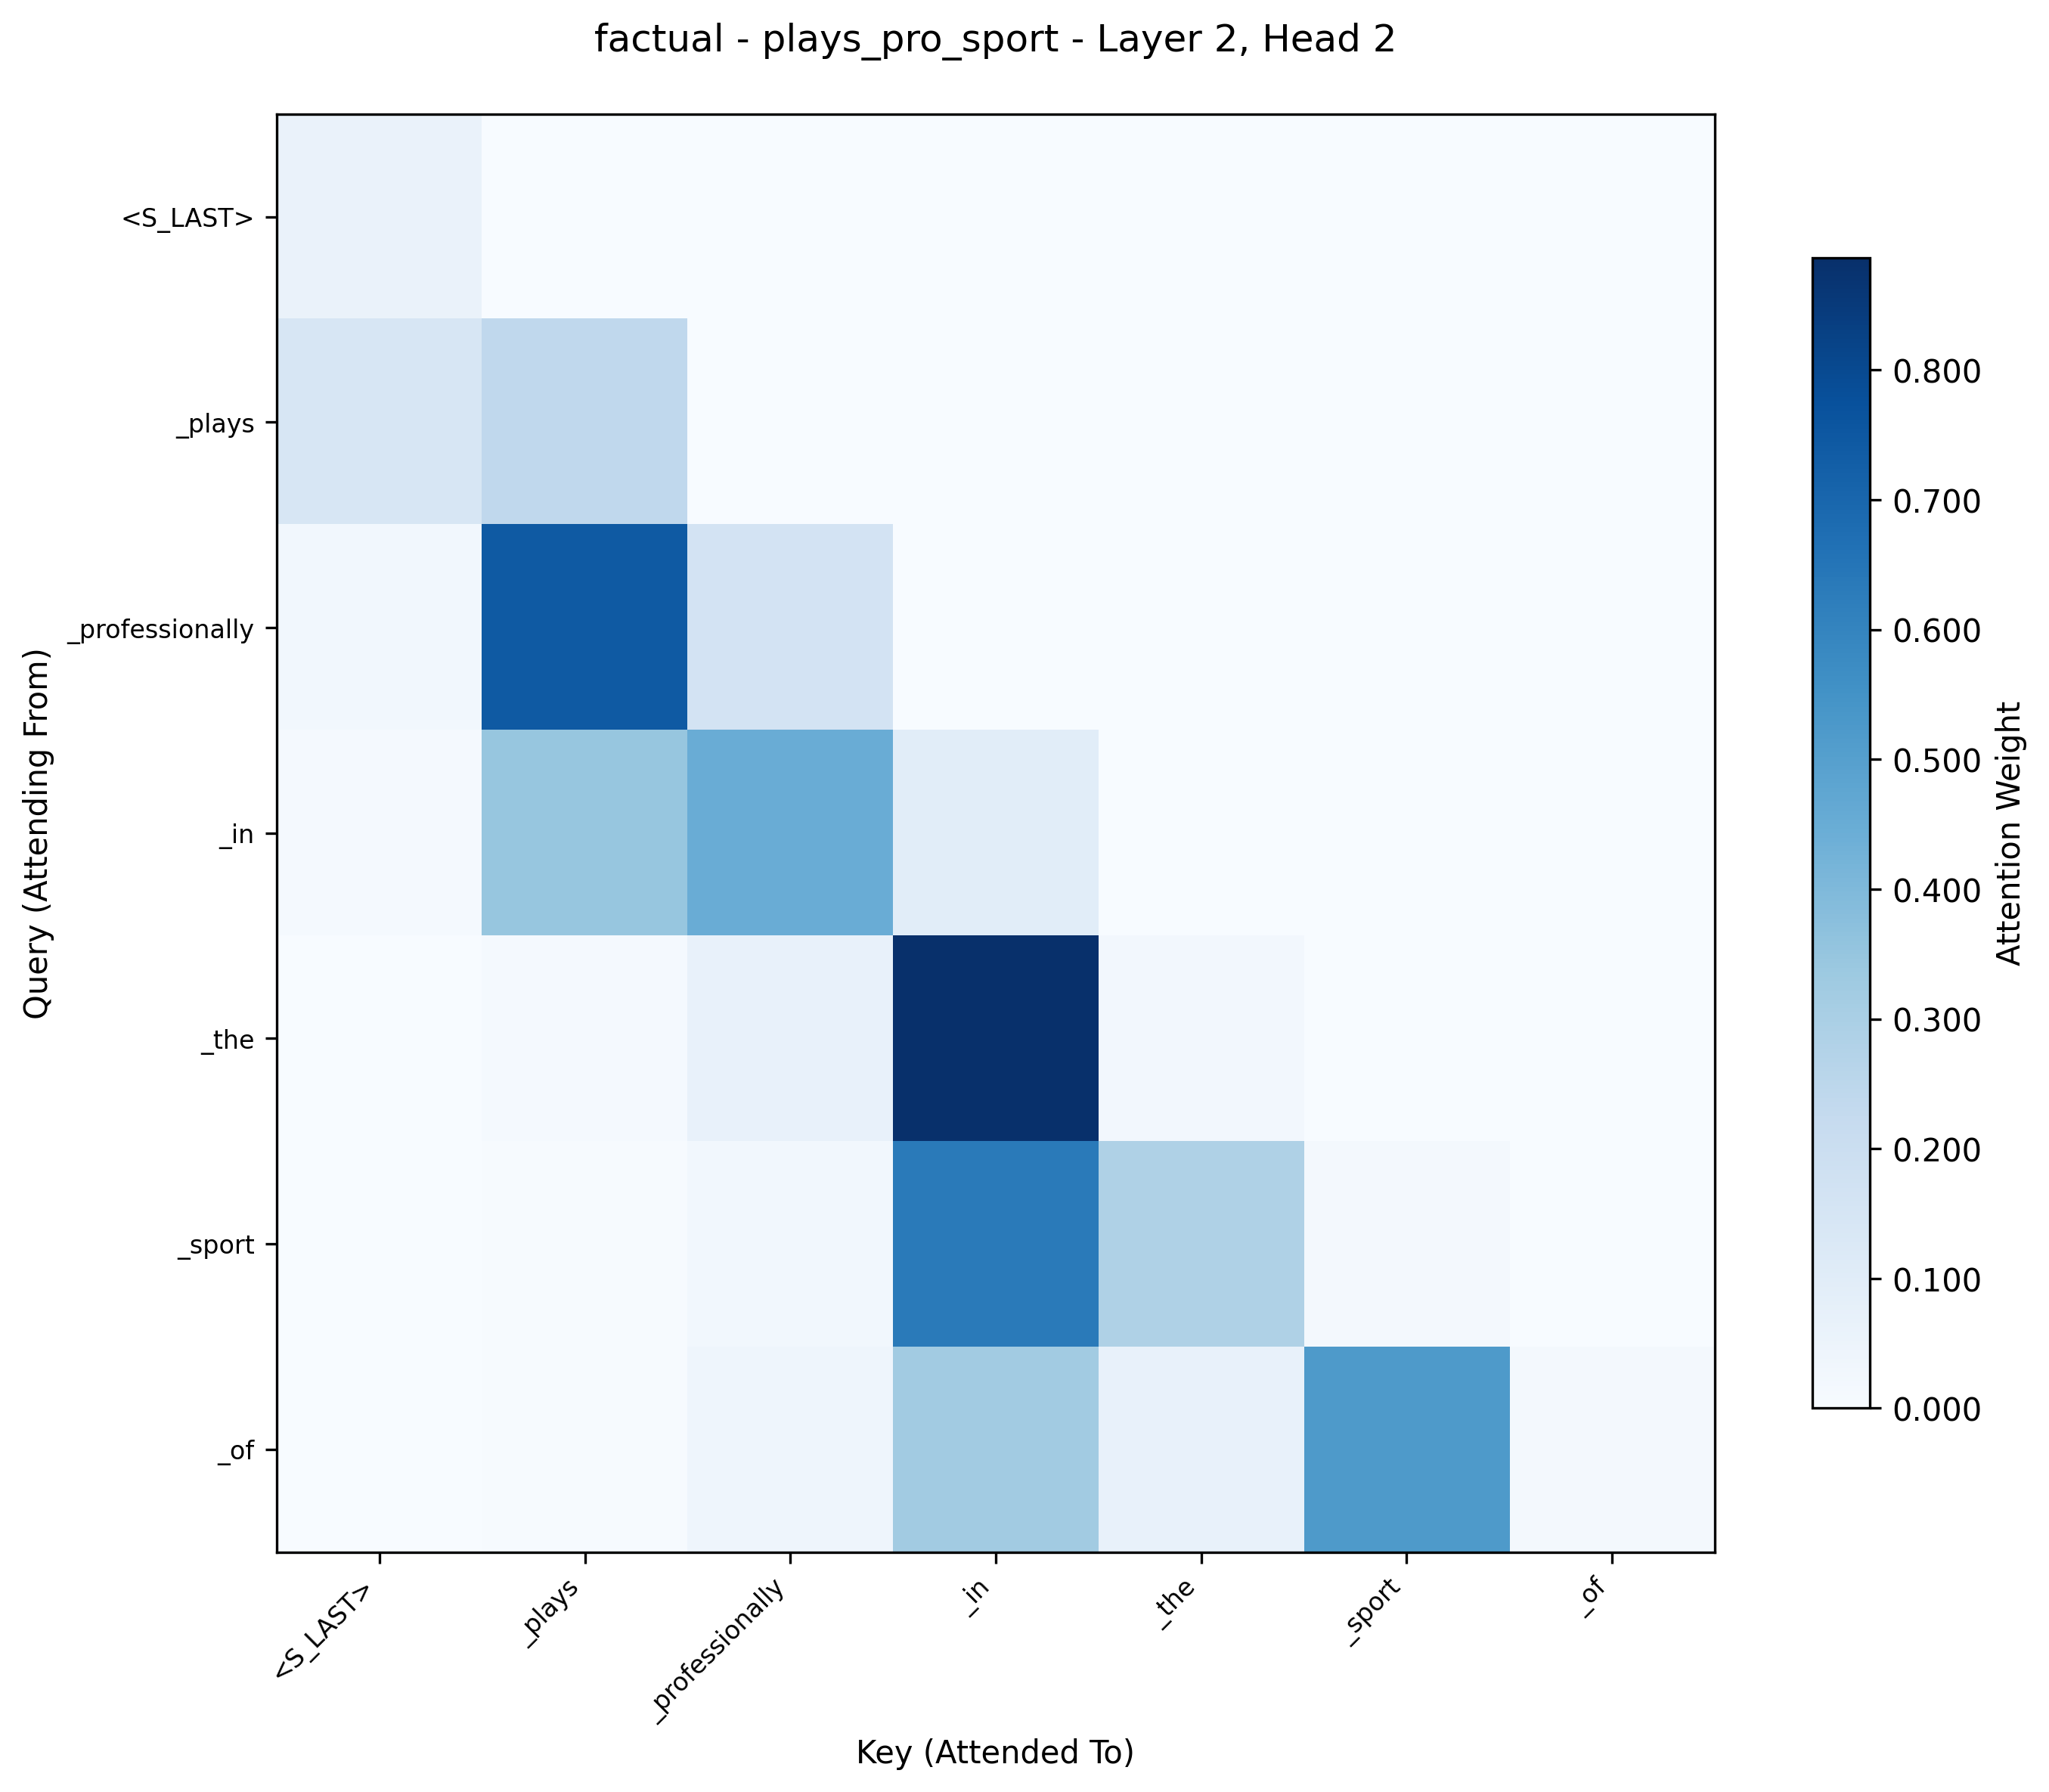 factual - plays_pro_sport - Layer 2, Head 2
Query (Attending From)
<S_LAST>
_plays
_professionally
_in
_the
_sport
_of
<S_LAST>
_plays
_professionally
_in
_the
_sport
_of
Key (Attended To)
0.800
0.700
0.600
0.500
0.400
0.300
0.200
0.100
0.000
Attention Weight